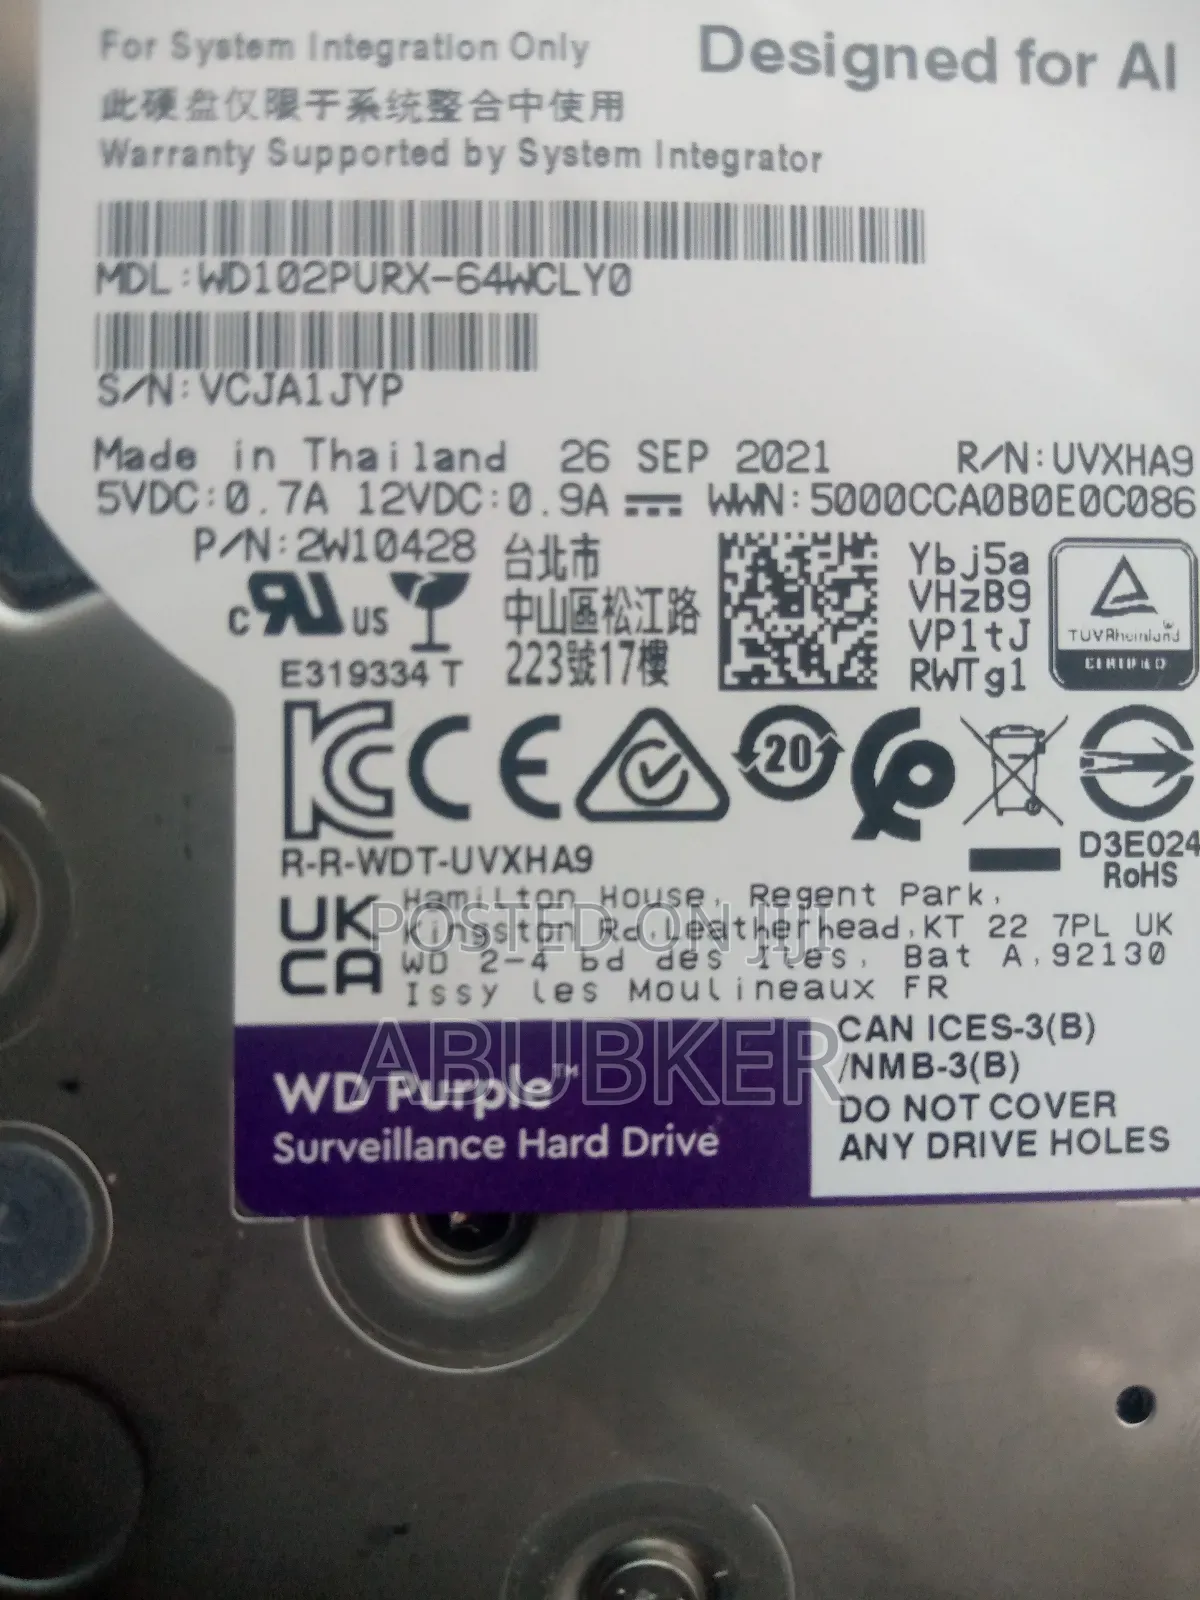 For System Integration Only
Designed for AI
此硬盘仅限于系统整合中使用
Warranty Supported by System Integrator
MDL:WD102PURX-64WCLY0
S/N:VCJA1JYP
Made in Thailand 26 SEP 2021 R/N:UVXHA9
5VDC:0.7A 12VDC:0.9A WWN:5000CCA0B0E0C086
P/N:2W10428
台北市
中山區松江路
223號17樓
Ybj5a
VHzB9
VP1tJ
RWTg1
TUVRheinland
CERTIFIED
c RU US
E319334 T
KC CE
20
R-R-WDT-UVXHA9
D3E024
RoHS
UK
CA
Hamilton House, Regent Park,
Kingston Rd,Leatherhead,KT 22 7PL UK
WD 2-4 bd des Iles, Bat A,92130
Issy les Moulineaux FR
POSTED ON JIJI
ABUBKER
WD Purple™
Surveillance Hard Drive
CAN ICES-3(B)
/NMB-3(B)
DO NOT COVER
ANY DRIVE HOLES